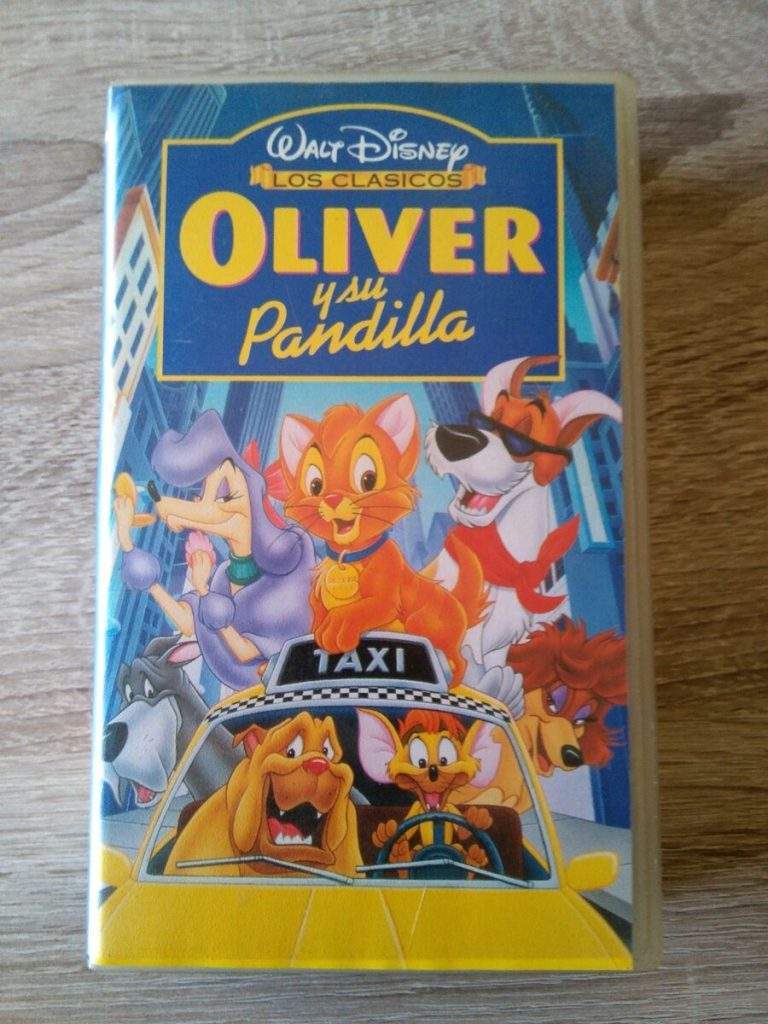 WALT DISNEY
LOS CLASICOS
OLIVER
y su
Pandilla
TAXI